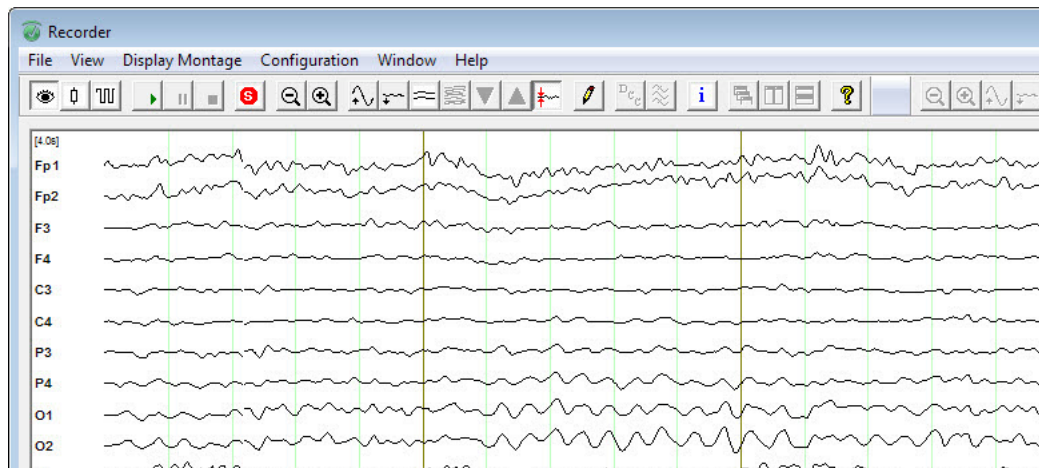 Recorder
File View Display Montage Configuration Window Help
[4.0s]
Fp1
Fp2
F3
F4
C3
C4
P3
P4
O1
O2